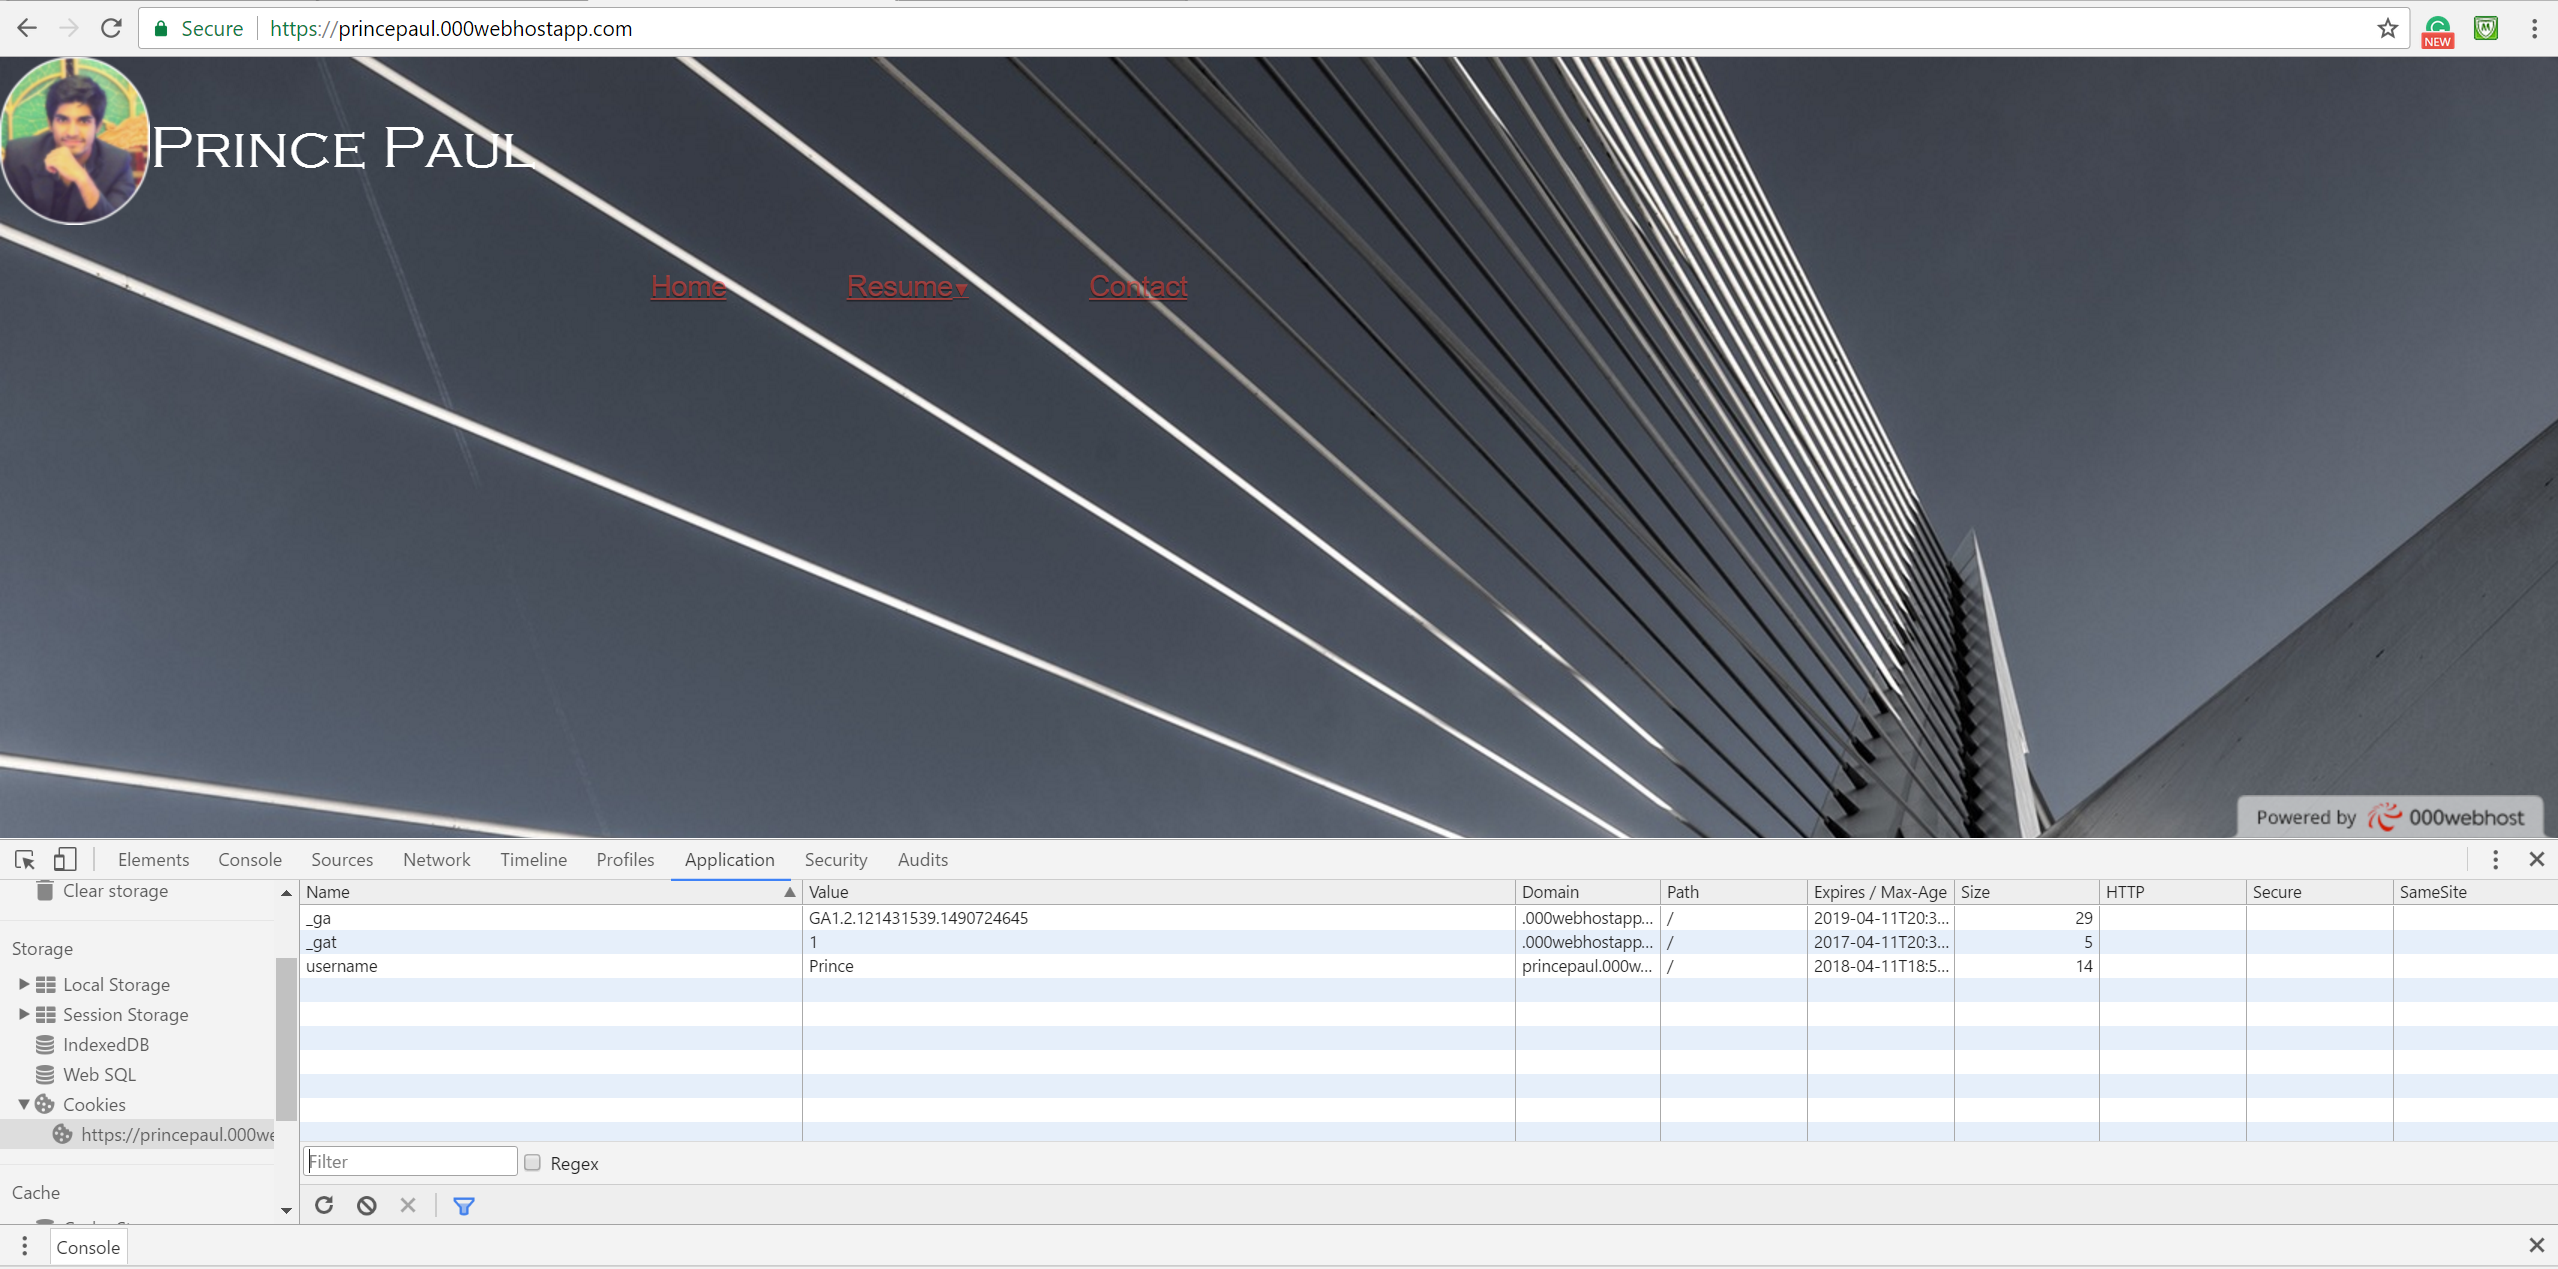 Secure https://princepaul.000webhostapp.com
NEW
PRINCE PAUL
Home Resume▾ Contact
Powered by 000webhost
Elements Console Sources Network Timeline Profiles Application Security Audits
Clear storage
Storage
Local Storage
Session Storage
IndexedDB
Web SQL
Cookies
https://princepaul.000we
Cache
Name Value Domain Path Expires / Max-Age Size HTTP Secure SameSite
_ga GA1.2.121431539.1490724645 .000webhostapp... / 2019-04-11T20:3... 29
_gat 1 .000webhostapp... / 2017-04-11T20:3... 5
username Prince princepaul.000w... / 2018-04-11T18:5... 14
Filter Regex
Console